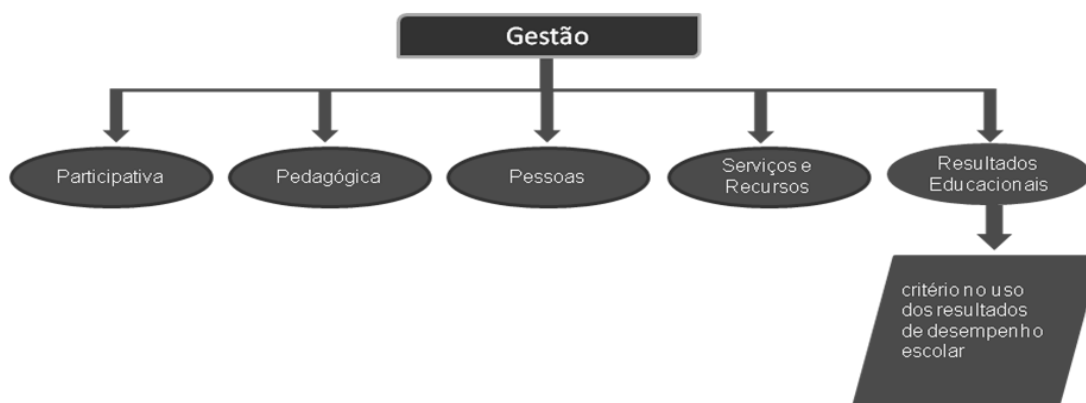 Gestão
Participativa
Pedagógica
Pessoas
Serviços e
Recursos
Resultados
Educacionais
critério no uso
dos resultados
de desempenho
escolar